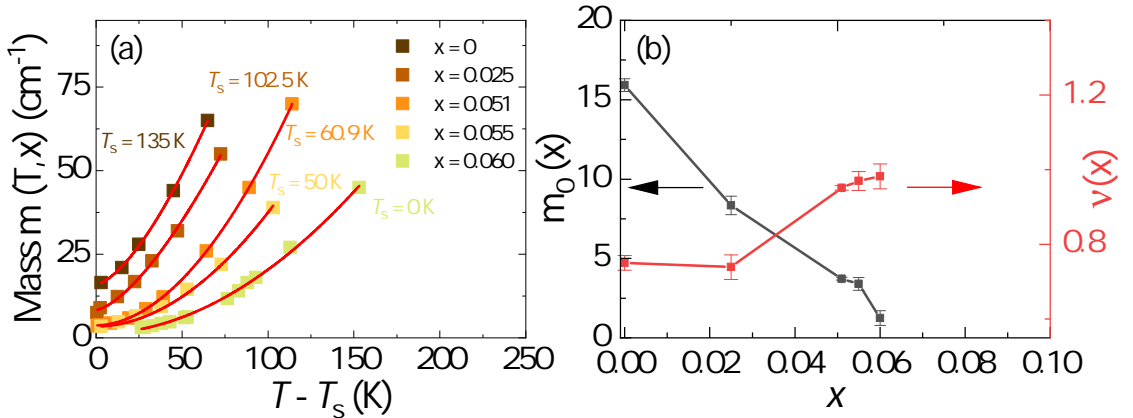 (a)
x = 0
x = 0.025
x = 0.051
x = 0.055
x = 0.060
Ts = 102.5 K
Ts = 135 K
Ts = 60.9 K
Ts = 50 K
Ts = 0 K
Mass m (T,x) (cm-1)
75
50
25
0
0 50 100 150 200 250
T - Ts (K)
(b)
m0 (x)
20
15
10
5
0
0.00 0.02 0.04 0.06 0.08 0.10
x
1.2
0.8
ν(x)